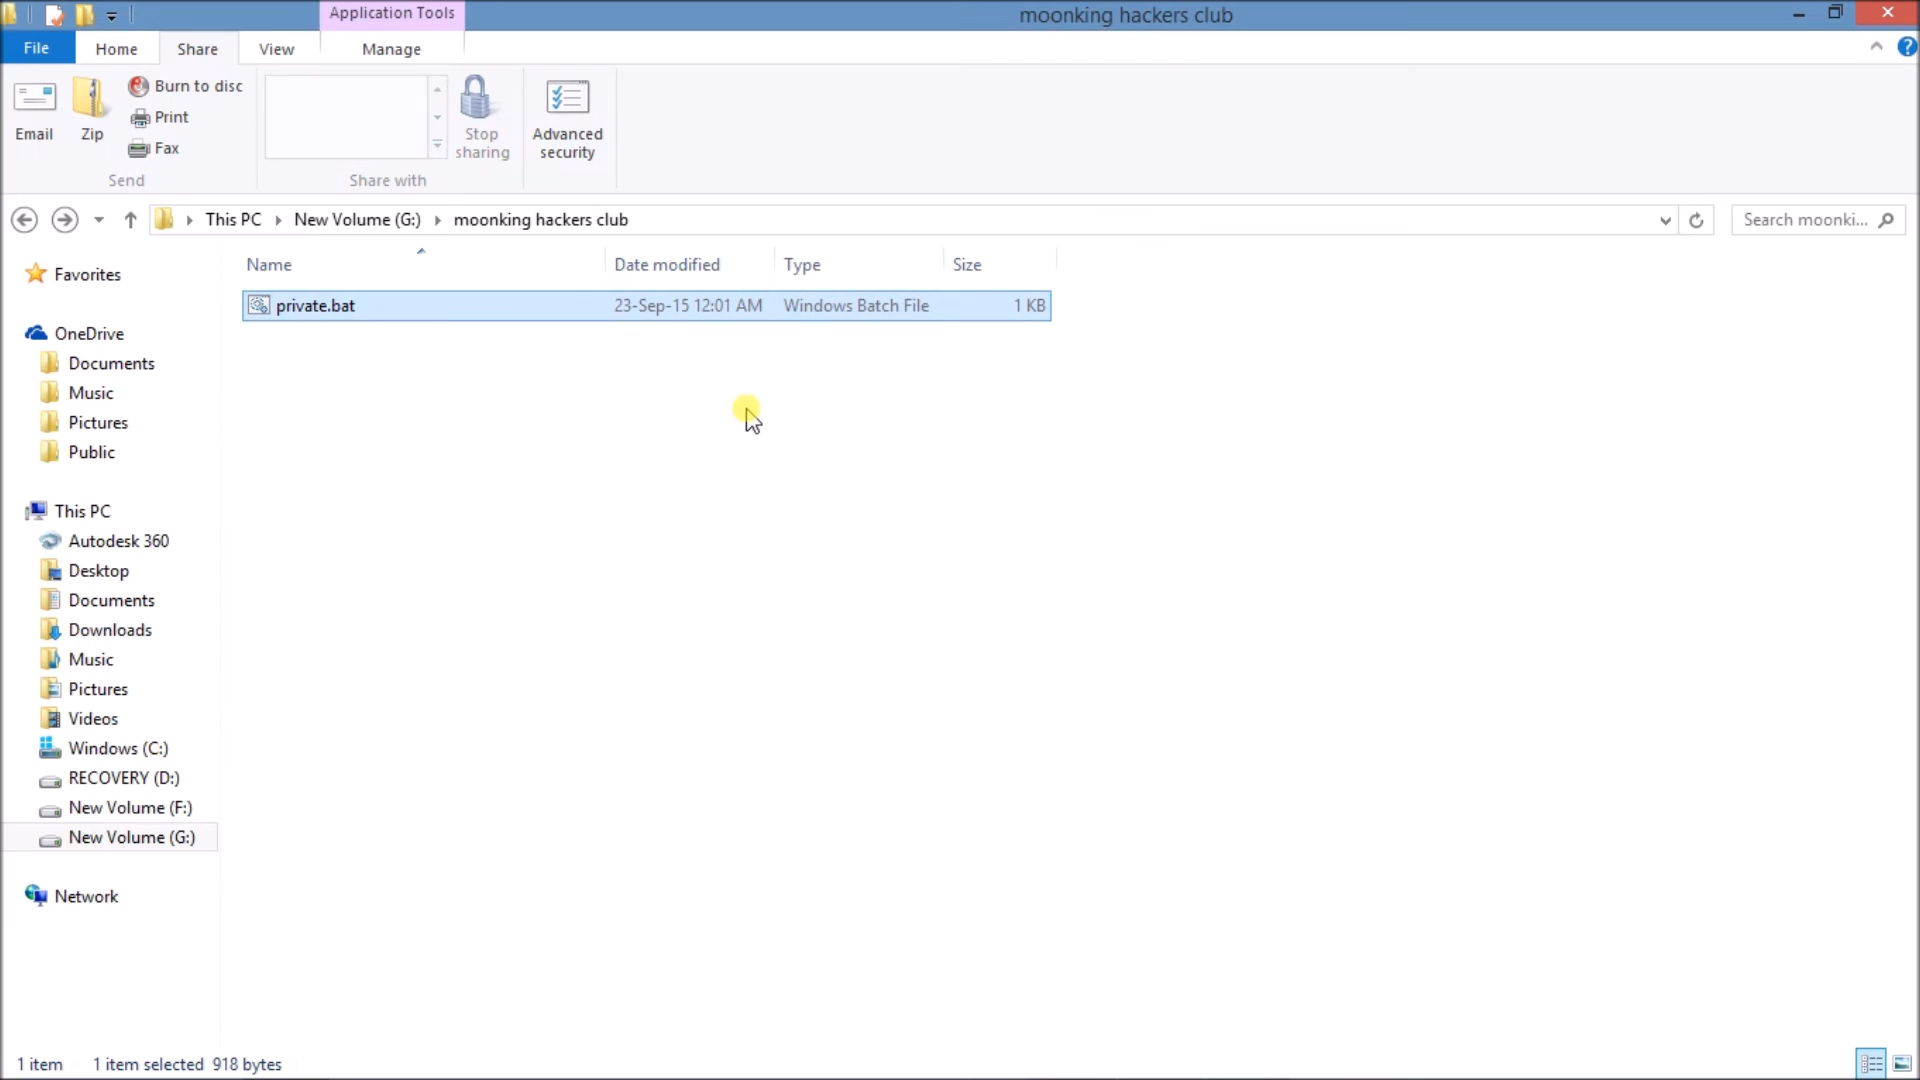 Application Tools
moonking hackers club
File
Home
Share
View
Manage
Email
Zip
Burn to disc
Print
Fax
Send
Stop
sharing
Share with
Advanced
security
This PC
New Volume (G:)
moonking hackers club
Search moonki...
Name
Date modified
Type
Size
private.bat
23-Sep-15 12:01 AM
Windows Batch File
1 KB
Favorites
OneDrive
Documents
Music
Pictures
Public
This PC
Autodesk 360
Desktop
Documents
Downloads
Music
Pictures
Videos
Windows (C:)
RECOVERY (D:)
New Volume (F:)
New Volume (G:)
Network
1 item
1 item selected 918 bytes